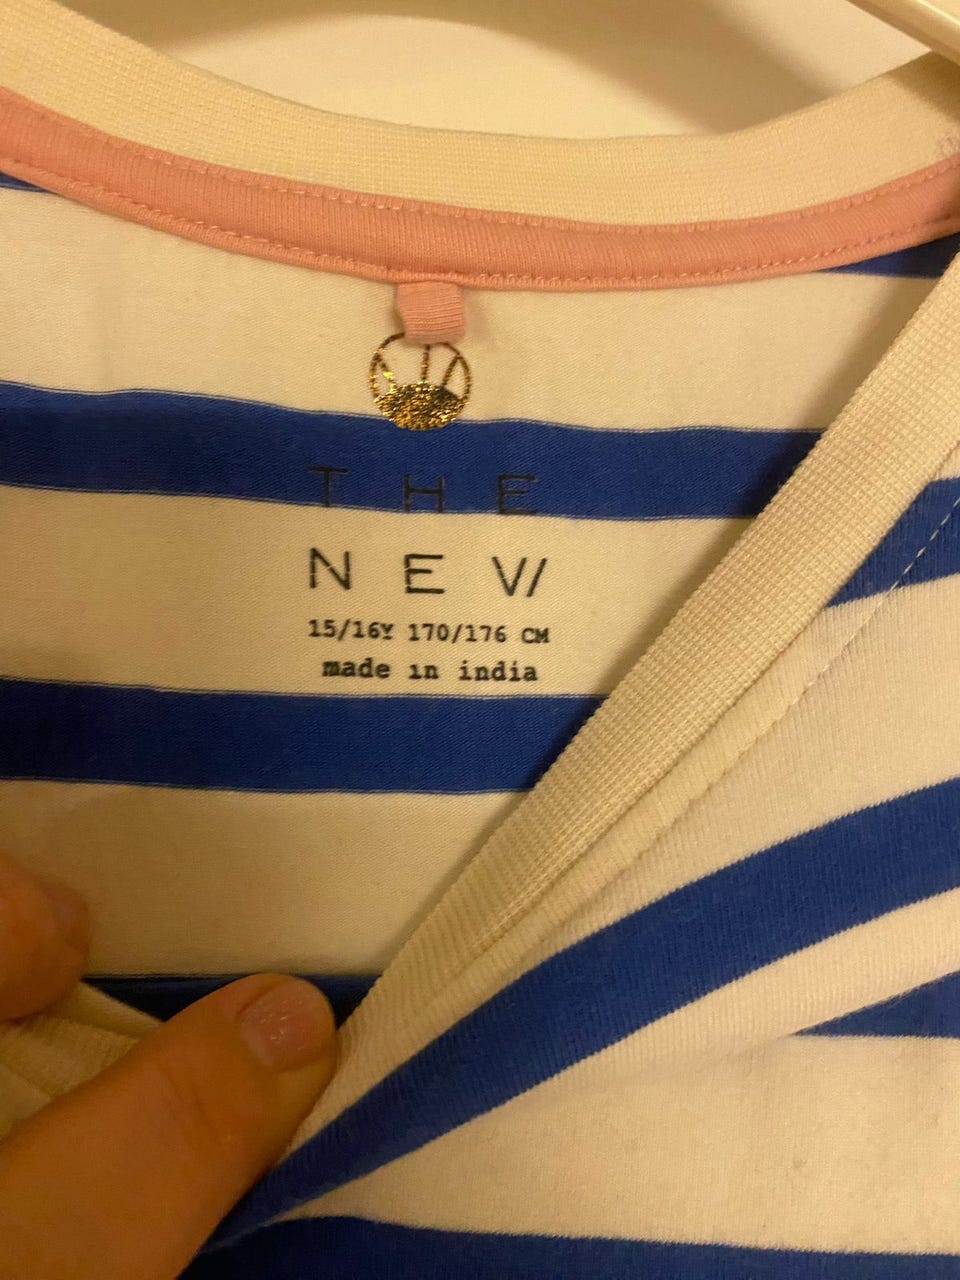 THE
NEW
15/16Y 170/176 CM
made in india